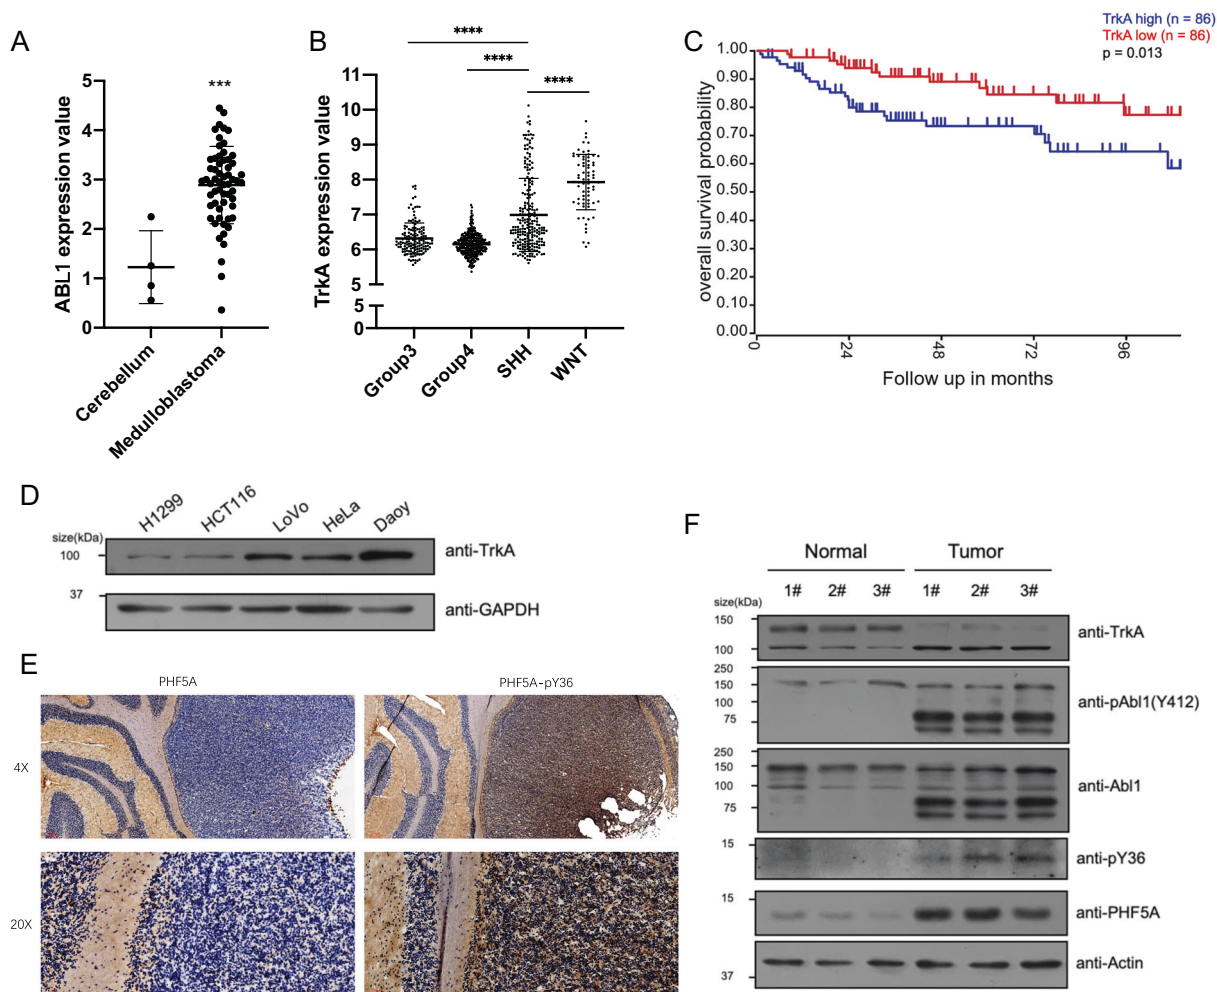 A
ABL1 expression value
5
4
3
2
1
0
***
Cerebellum
Medulloblastoma
B
TrkA expression value
11
10
9
8
7
6
5
5
0
****
****
****
Group3
Group4
SHH
WNT
C
TrkA high (n = 86)
TrkA low (n = 86)
p = 0.013
overall survival probability
1.00
0.90
0.80
0.70
0.60
0.50
0.40
0.30
0.20
0.10
0.00
0
24
48
72
96
Follow up in months
D
H1299
HCT116
LoVo
HeLa
Daoy
size(kDa)
100
anti-TrkA
37
anti-GAPDH
E
PHF5A
PHF5A-pY36
4X
20X
F
Normal
Tumor
1#
2#
3#
1#
2#
3#
size(kDa)
150
100
anti-TrkA
250
150
100
75
anti-pAbl1(Y412)
250
150
100
75
anti-Abl1
15
anti-pY36
15
anti-PHF5A
37
anti-Actin